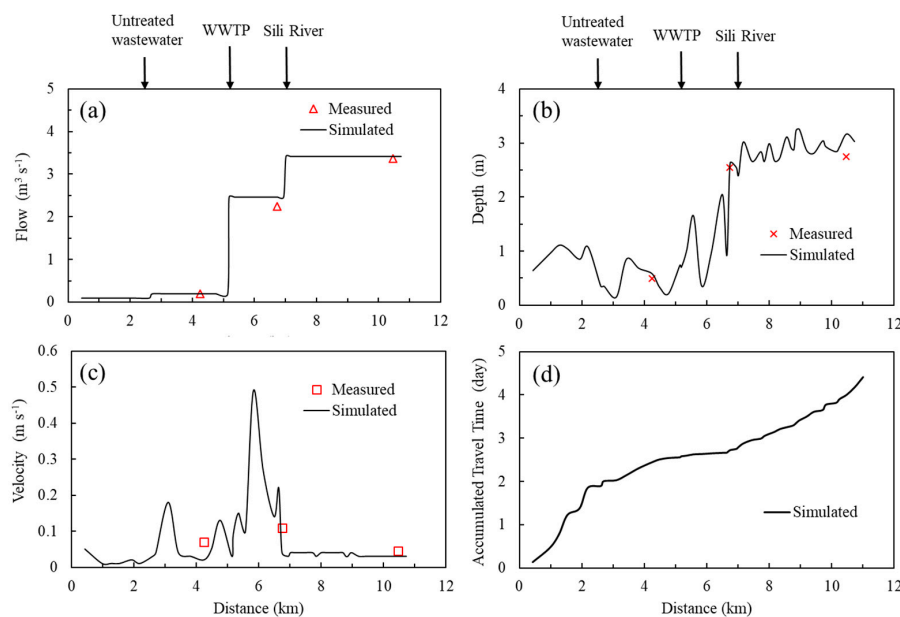 Untreated
wastewater
WWTP
Sili River
Untreated
wastewater
WWTP
Sili River
(a)
Measured
Simulated
Flow (m³ s⁻¹)
5
4
3
2
1
0
0 2 4 6 8 10 12
(b)
Measured
Simulated
Depth (m)
4
3
2
1
0
0 2 4 6 8 10 12
(c)
Measured
Simulated
Velocity (m s⁻¹)
0.6
0.5
0.4
0.3
0.2
0.1
0
0 2 4 6 8 10 12
Distance (km)
(d)
Simulated
Accumulated Travel Time (day)
5
4
3
2
1
0
0 2 4 6 8 10 12
Distance (km)